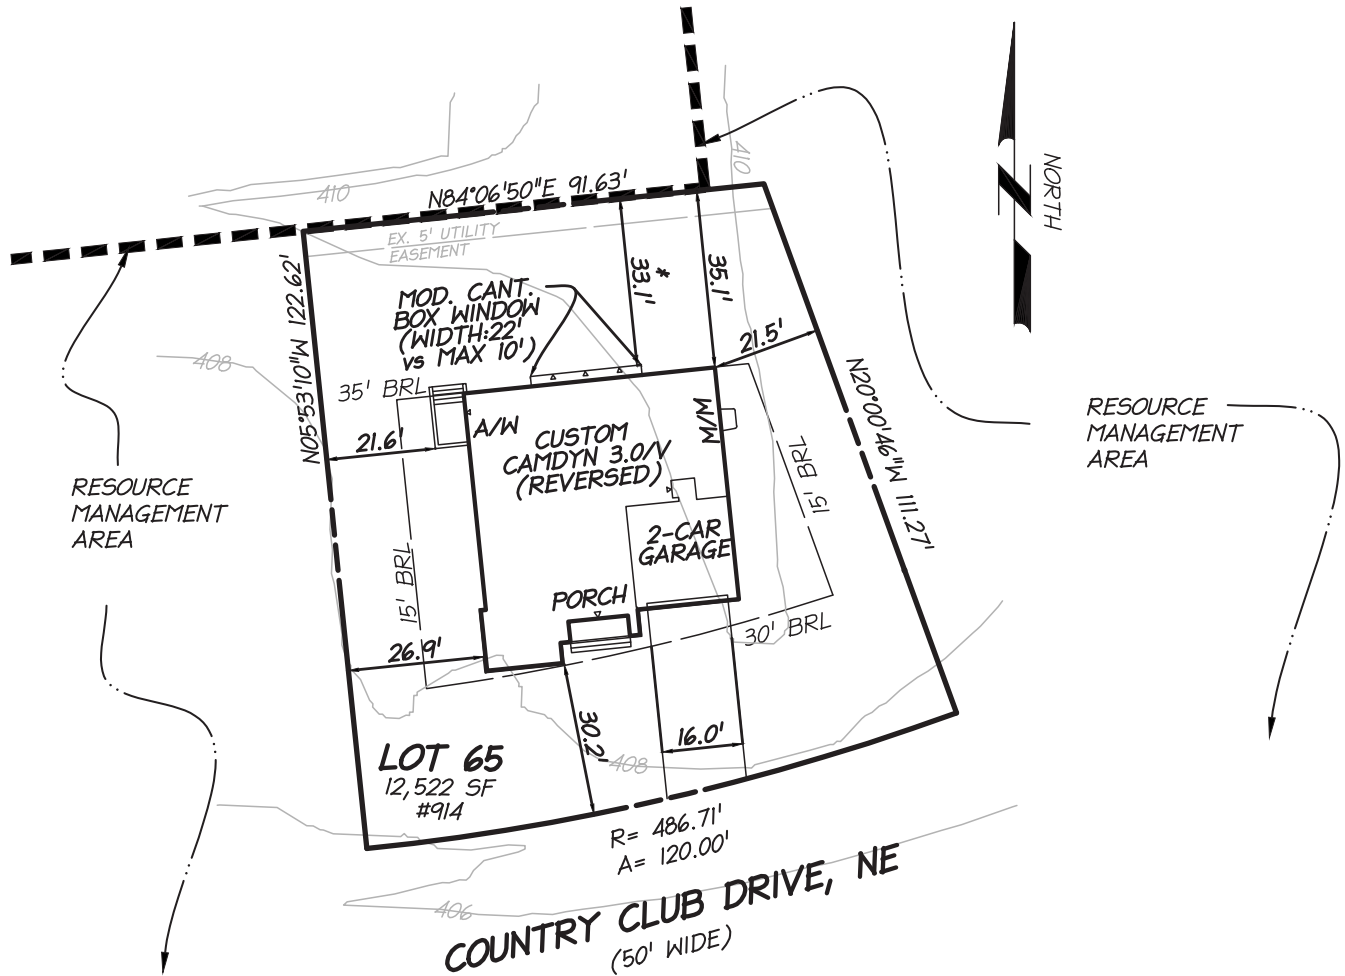 410
410
NORTH
N84°06'50"E 91.63'
EX. 5' UTILITY
EASEMENT
N05°53'10"W 122.62'
MOD. CANT.
BOX WINDOW
(WIDTH:22'
vs MAX 10')
33.1'
*
35.1'
21.5'
408
35' BRL
N20°00'46"W 111.27'
21.6'
A/W
CUSTOM
CAMDYN 3.0/V
(REVERSED)
W/W
15' BRL
RESOURCE
MANAGEMENT
AREA
RESOURCE
MANAGEMENT
AREA
2-CAR
GARAGE
15' BRL
PORCH
30' BRL
26.9'
30.2'
16.0'
LOT 65
12,522 SF
#914
408
R= 486.71'
A= 120.00'
406
COUNTRY CLUB DRIVE, NE
(50' WIDE)